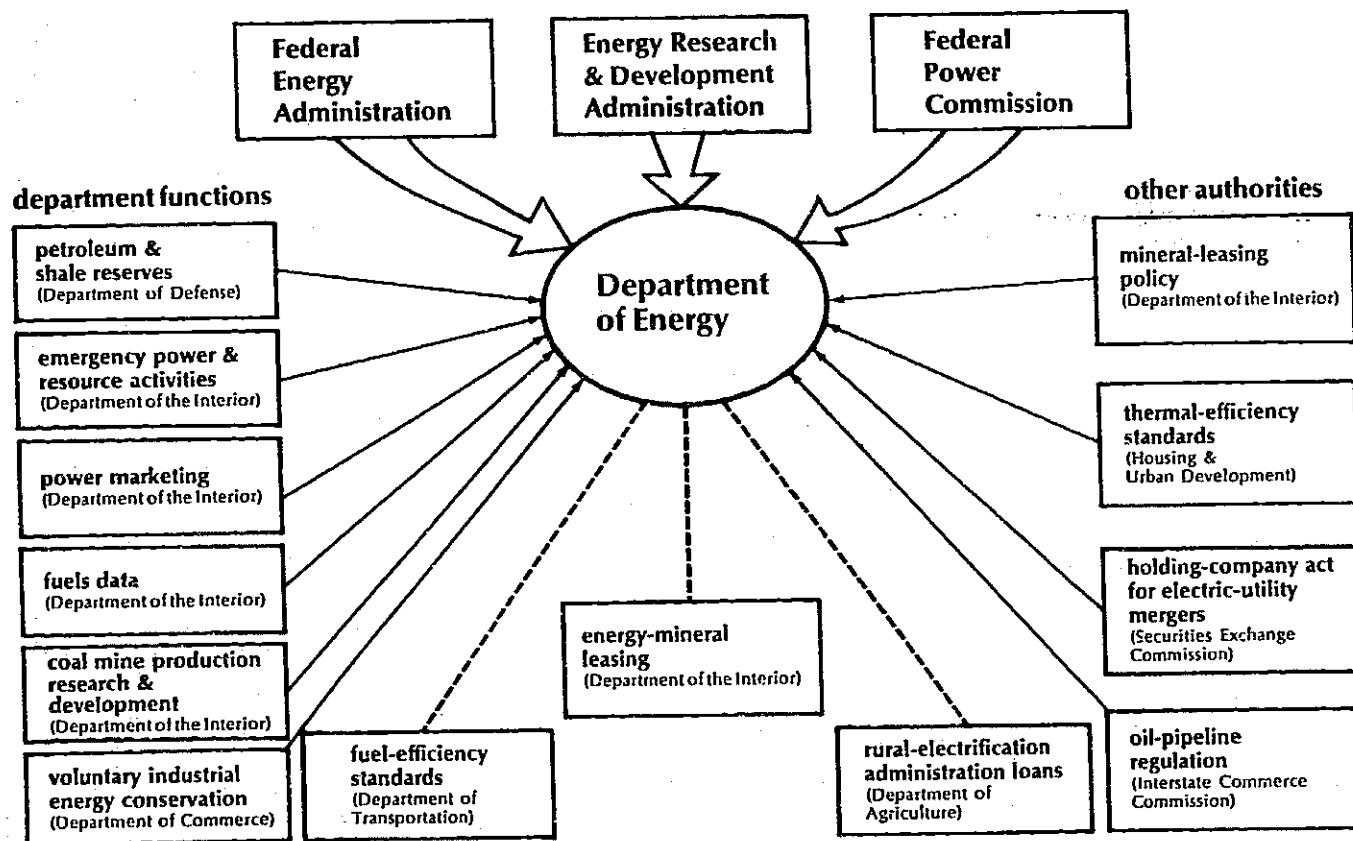 Federal
Energy
Administration
Energy Research
& Development
Administration
Federal
Power
Commission
department functions
other authorities
petroleum &
shale reserves
(Department of Defense)
emergency power &
resource activities
(Department of the Interior)
power marketing
(Department of the Interior)
fuels data
(Department of the Interior)
coal mine production
research &
development
(Department of the Interior)
voluntary industrial
energy conservation
(Department of Commerce)
Department
of Energy
fuel-efficiency
standards
(Department of
Transportation)
energy-mineral
leasing
(Department of the Interior)
rural-electrification
administration loans
(Department of
Agriculture)
mineral-leasing
policy
(Department of the Interior)
thermal-efficiency
standards
(Housing &
Urban Development)
holding-company act
for electric-utility
mergers
(Securities Exchange
Commission)
oil-pipeline
regulation
(Interstate Commerce
Commission)